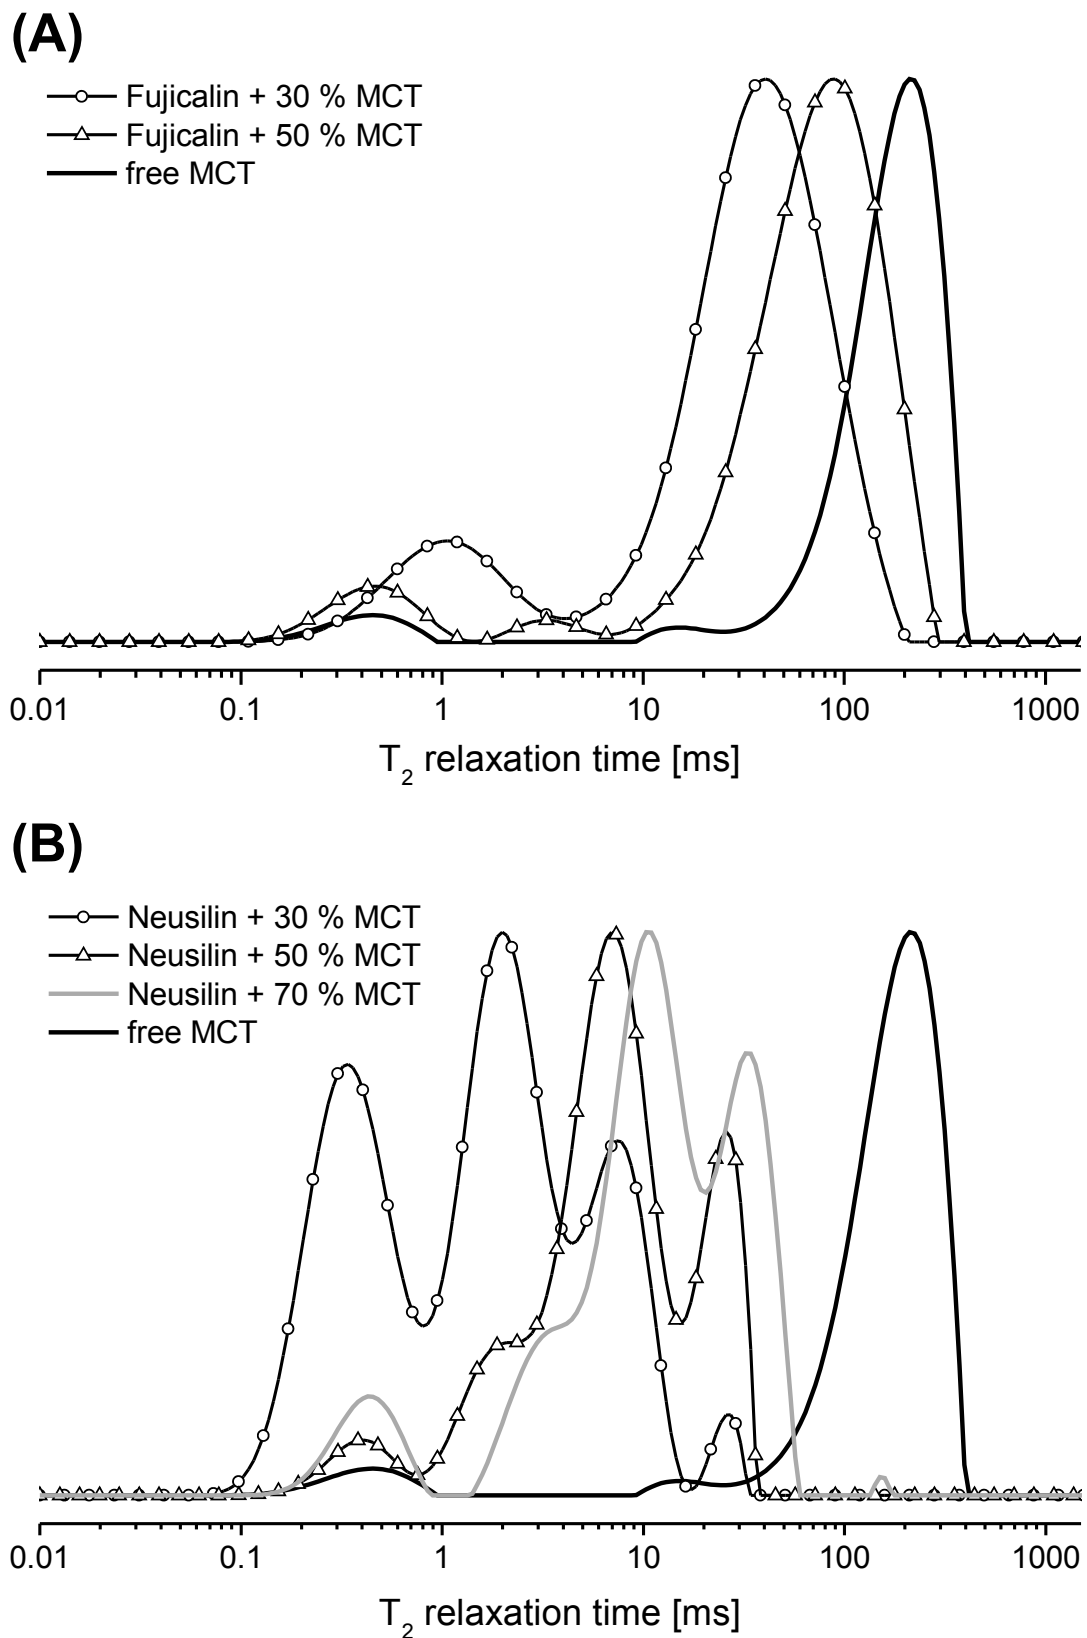 (A)
Fujicalin + 30 % MCT
Fujicalin + 50 % MCT
free MCT
0.01 0.1 1 10 100 1000
T₂ relaxation time [ms]
(B)
Neusilin + 30 % MCT
Neusilin + 50 % MCT
Neusilin + 70 % MCT
free MCT
0.01 0.1 1 10 100 1000
T₂ relaxation time [ms]